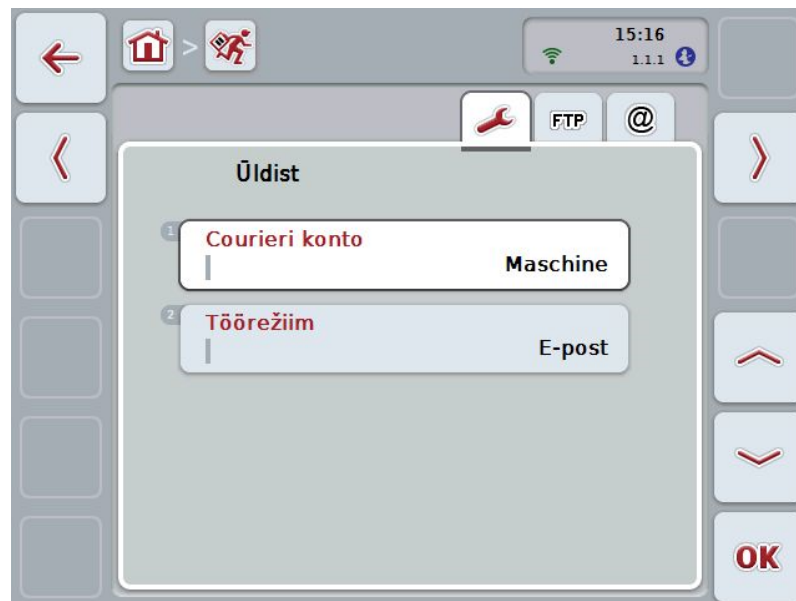 >
15:16
1.1.1
FTP @
Üldist
1
Courieri konto
Maschine
2
Töörežiim
E-post
OK